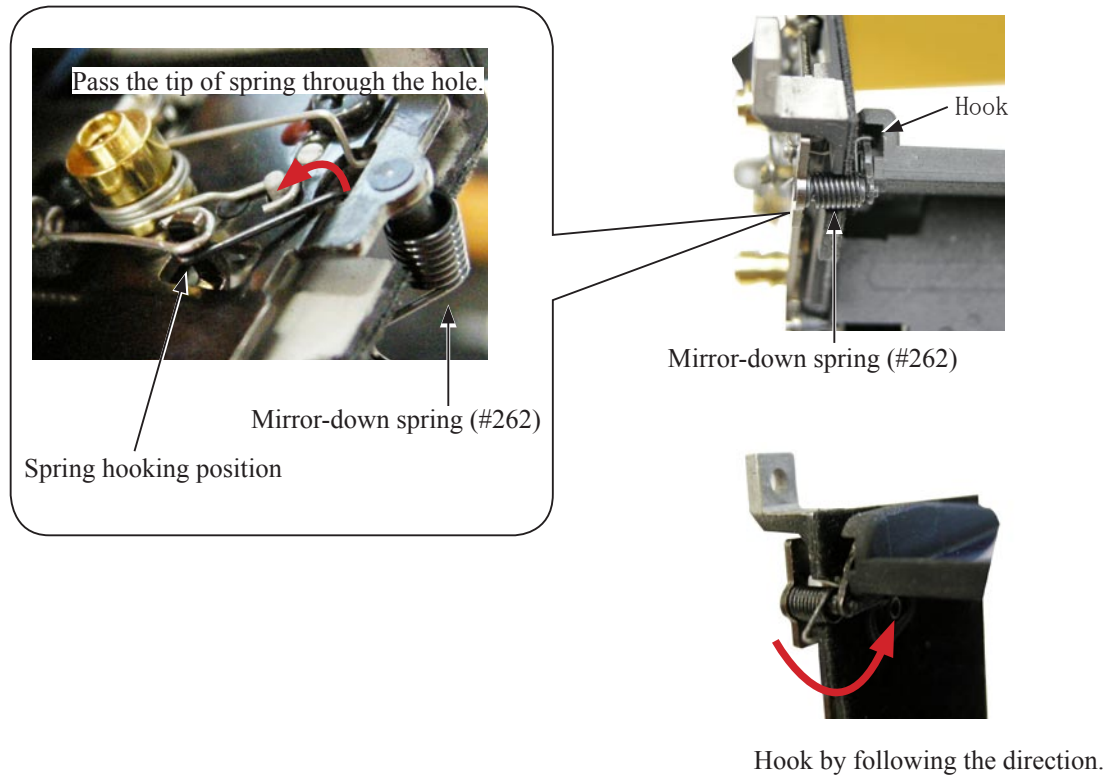 Pass the tip of spring through the hole.
Hook
Mirror-down spring (#262)
Mirror-down spring (#262)
Spring hooking position
Hook by following the direction.